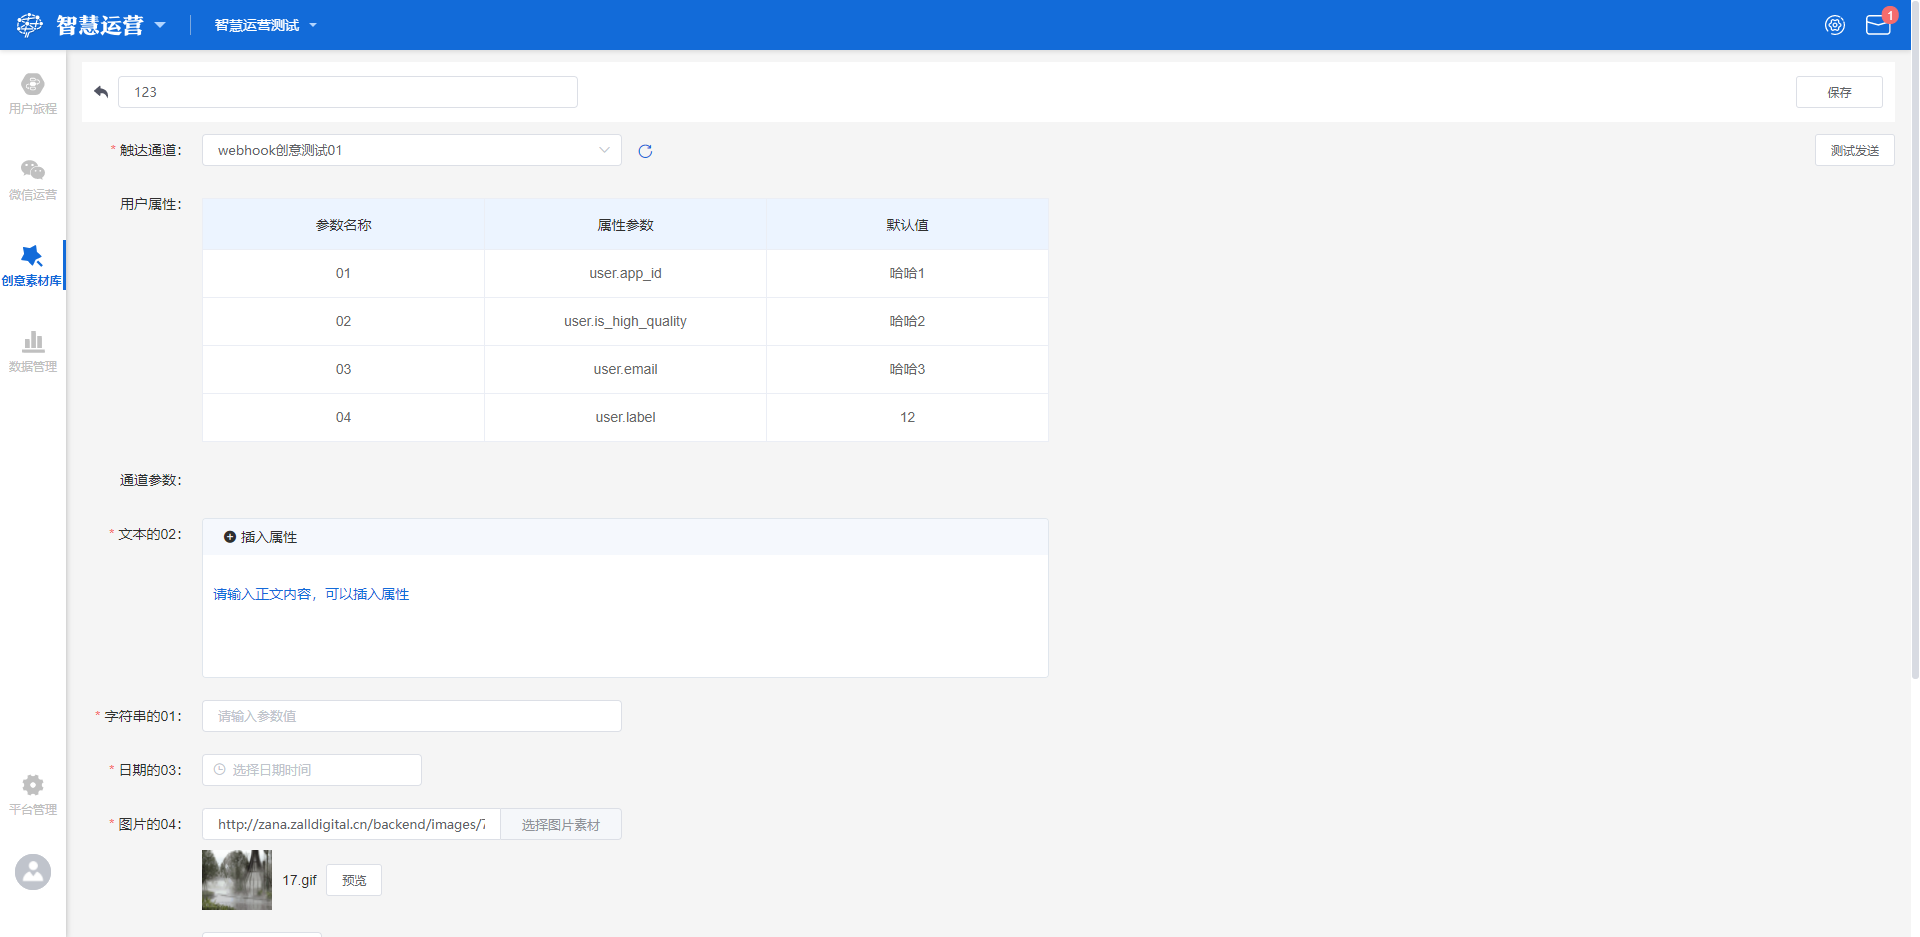 智慧运营
智慧运营测试
1
用户旅程
微信运营
创意素材库
数据管理
平台管理
123
保存
* 触达通道：
webhook创意测试01
测试发送
用户属性：
参数名称 属性参数 默认值
01 user.app_id 哈哈1
02 user.is_high_quality 哈哈2
03 user.email 哈哈3
04 user.label 12
通道参数：
* 文本的02：
插入属性
请输入正文内容，可以插入属性
* 字符串的01：
请输入参数值
* 日期的03：
选择日期时间
* 图片的04：
http://zana.zalldigital.cn/backend/images/7
选择图片素材
17.gif
预览